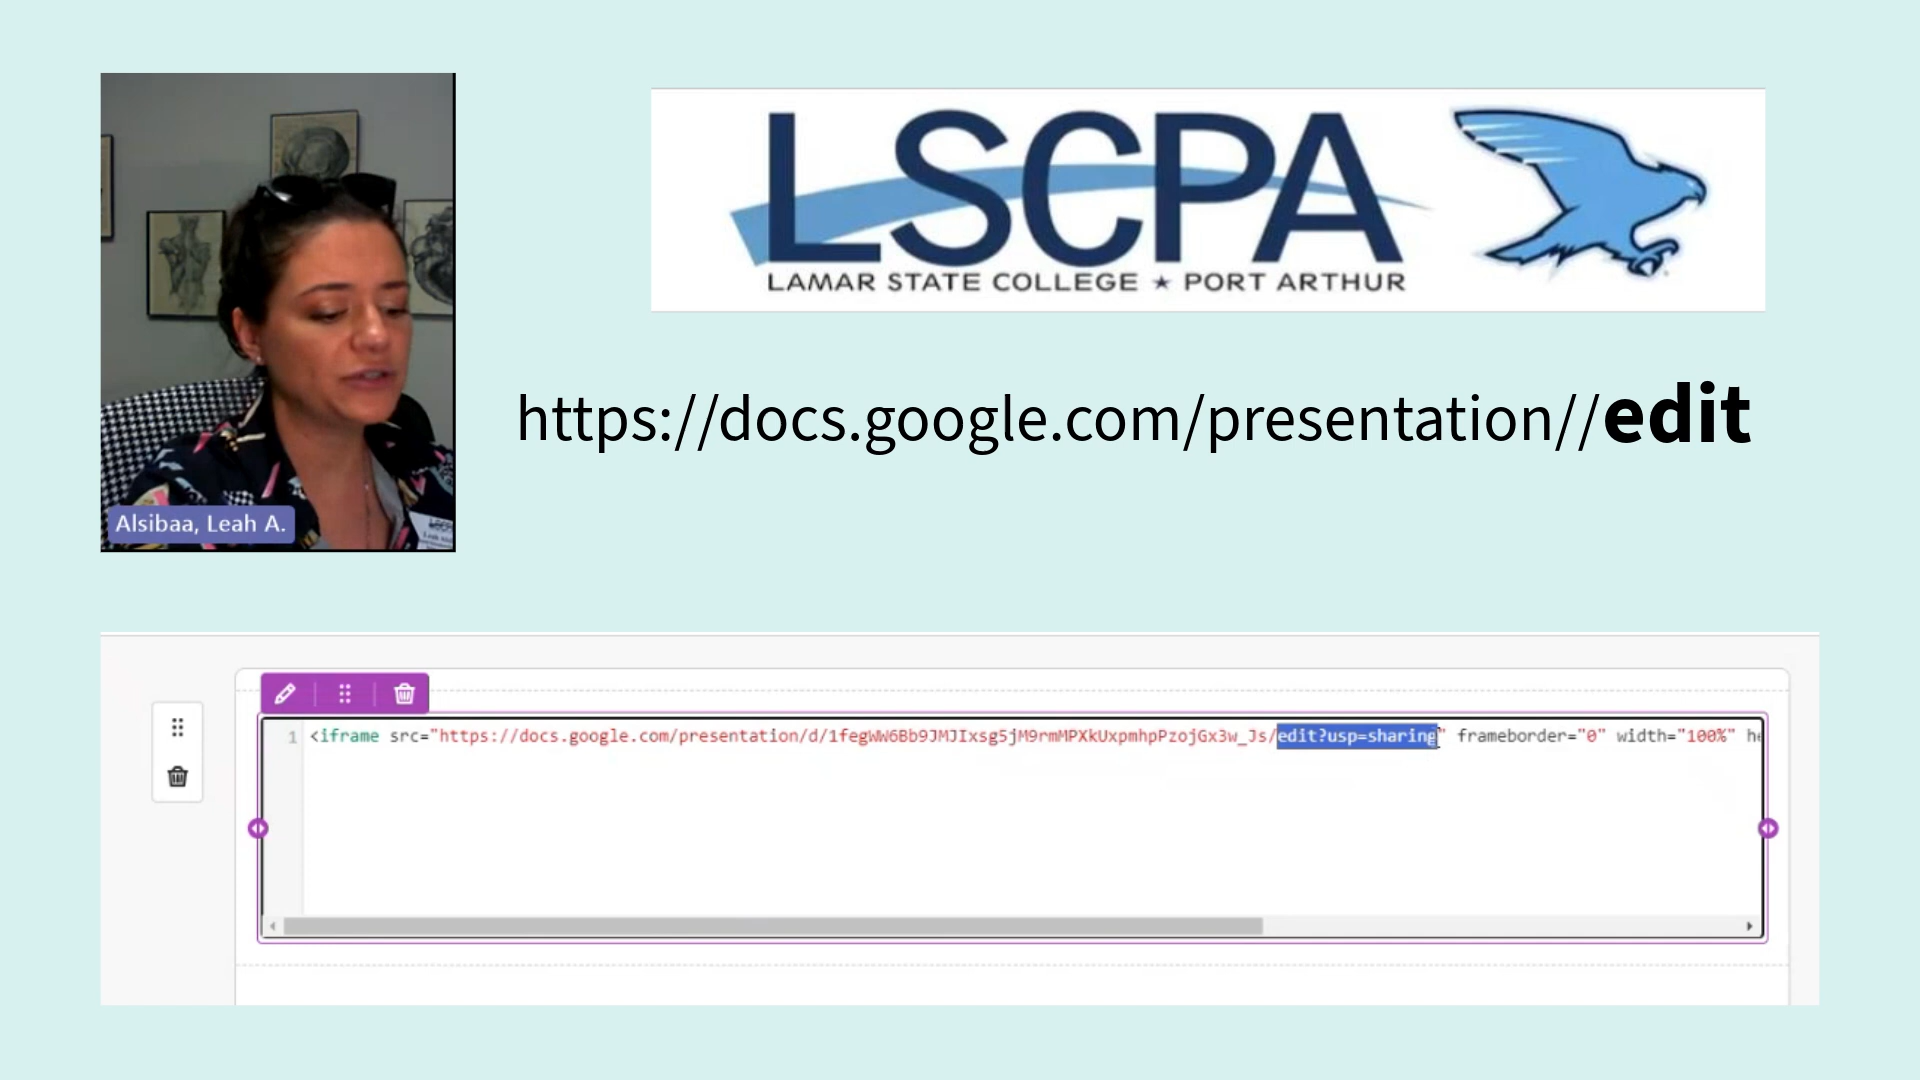 LSCPA
LAMAR STATE COLLEGE ★ PORT ARTHUR
https://docs.google.com/presentation//edit
Alsibaa, Leah A.
1 <iframe src="https://docs.google.com/presentation/d/1fegWW6Bb9JMJIxsg5jM9rmMPXkUxpmhpPzojGx3w_Js/edit?usp=sharing" frameborder="0" width="100%" he